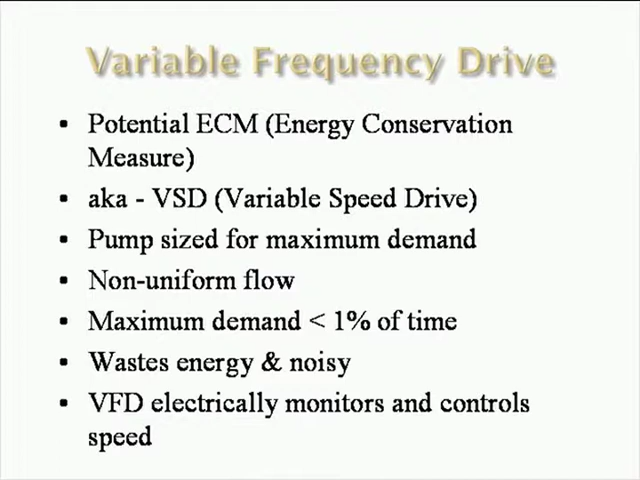 Variable Frequency Drive
• Potential ECM (Energy Conservation
Measure)
• aka - VSD (Variable Speed Drive)
• Pump sized for maximum demand
• Non-uniform flow
• Maximum demand < 1% of time
• Wastes energy & noisy
• VFD electrically monitors and controls
speed